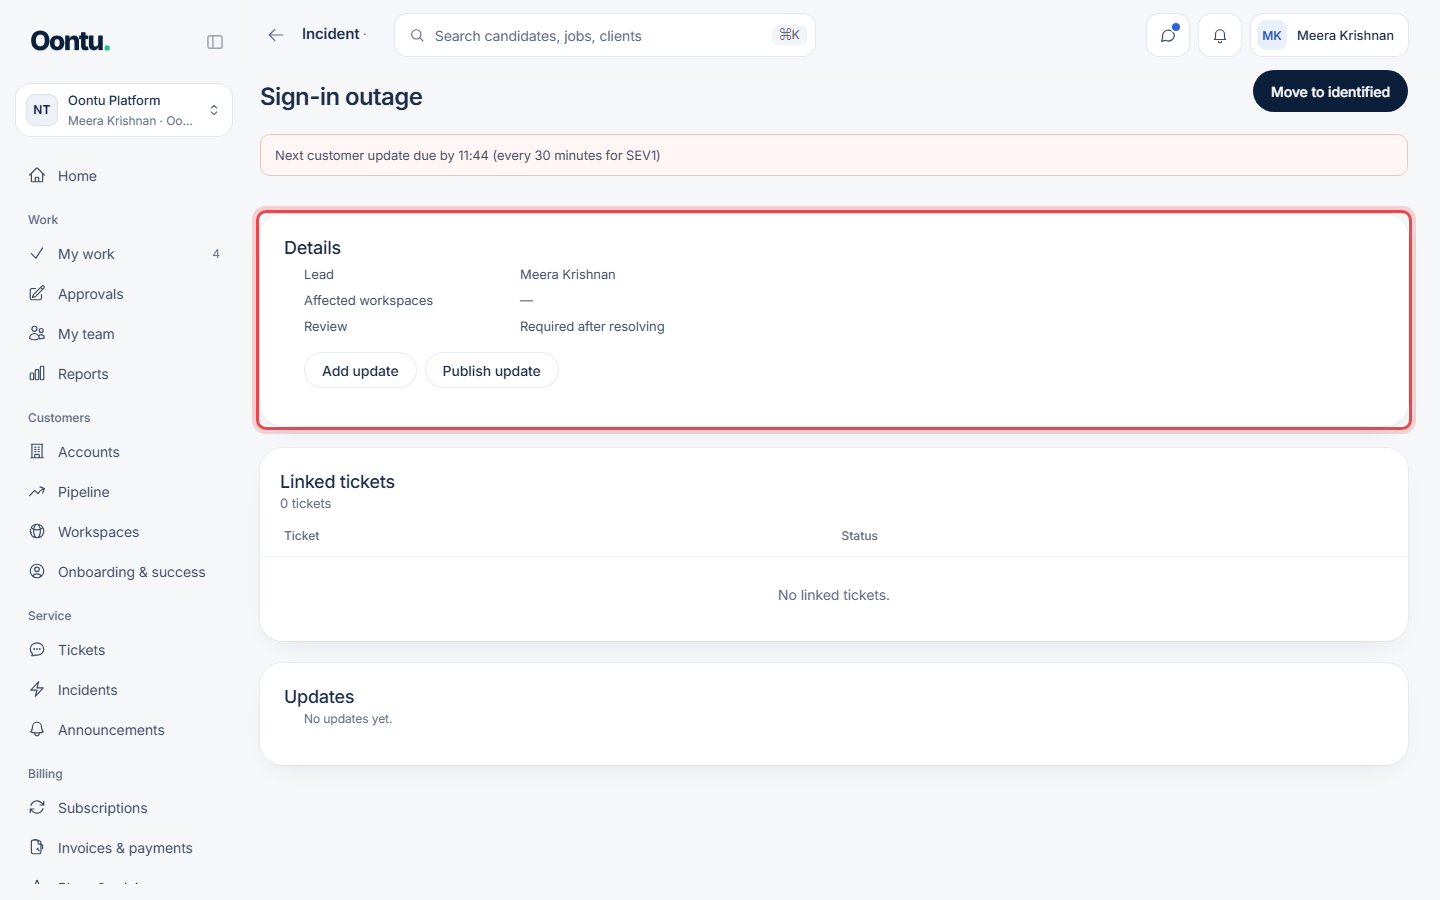 Oontu.
Incident ·
Search candidates, jobs, clients
⌘K
MK
Meera Krishnan
NT
Oontu Platform
Meera Krishnan · Oo...
Home
Work
My work
4
Approvals
My team
Reports
Customers
Accounts
Pipeline
Workspaces
Onboarding & success
Service
Tickets
Incidents
Announcements
Billing
Subscriptions
Invoices & payments
Sign-in outage
Move to identified
Next customer update due by 11:44 (every 30 minutes for SEV1)
Details
Lead
Meera Krishnan
Affected workspaces
—
Review
Required after resolving
Add update
Publish update
Linked tickets
0 tickets
Ticket
Status
No linked tickets.
Updates
No updates yet.